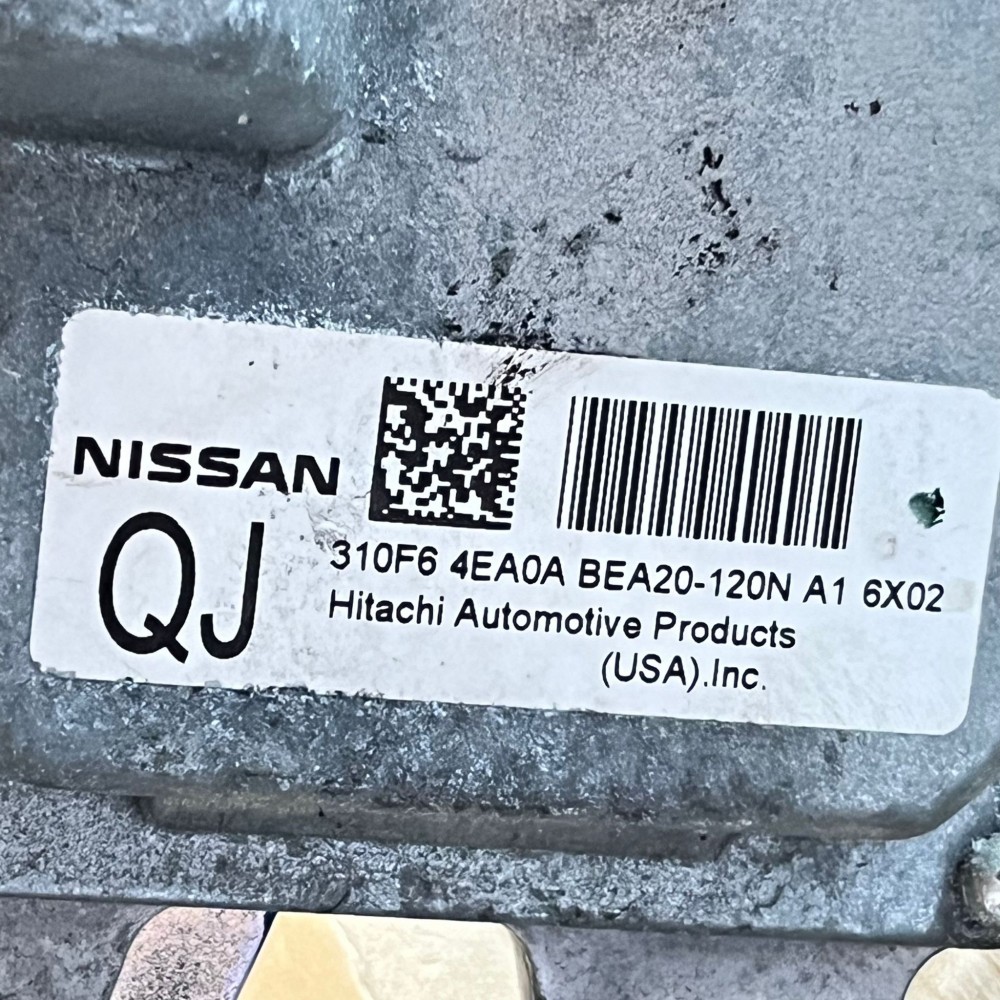 NISSAN
QJ
310F6 4EA0A BEA20-120N A1 6X02
Hitachi Automotive Products
(USA).Inc.